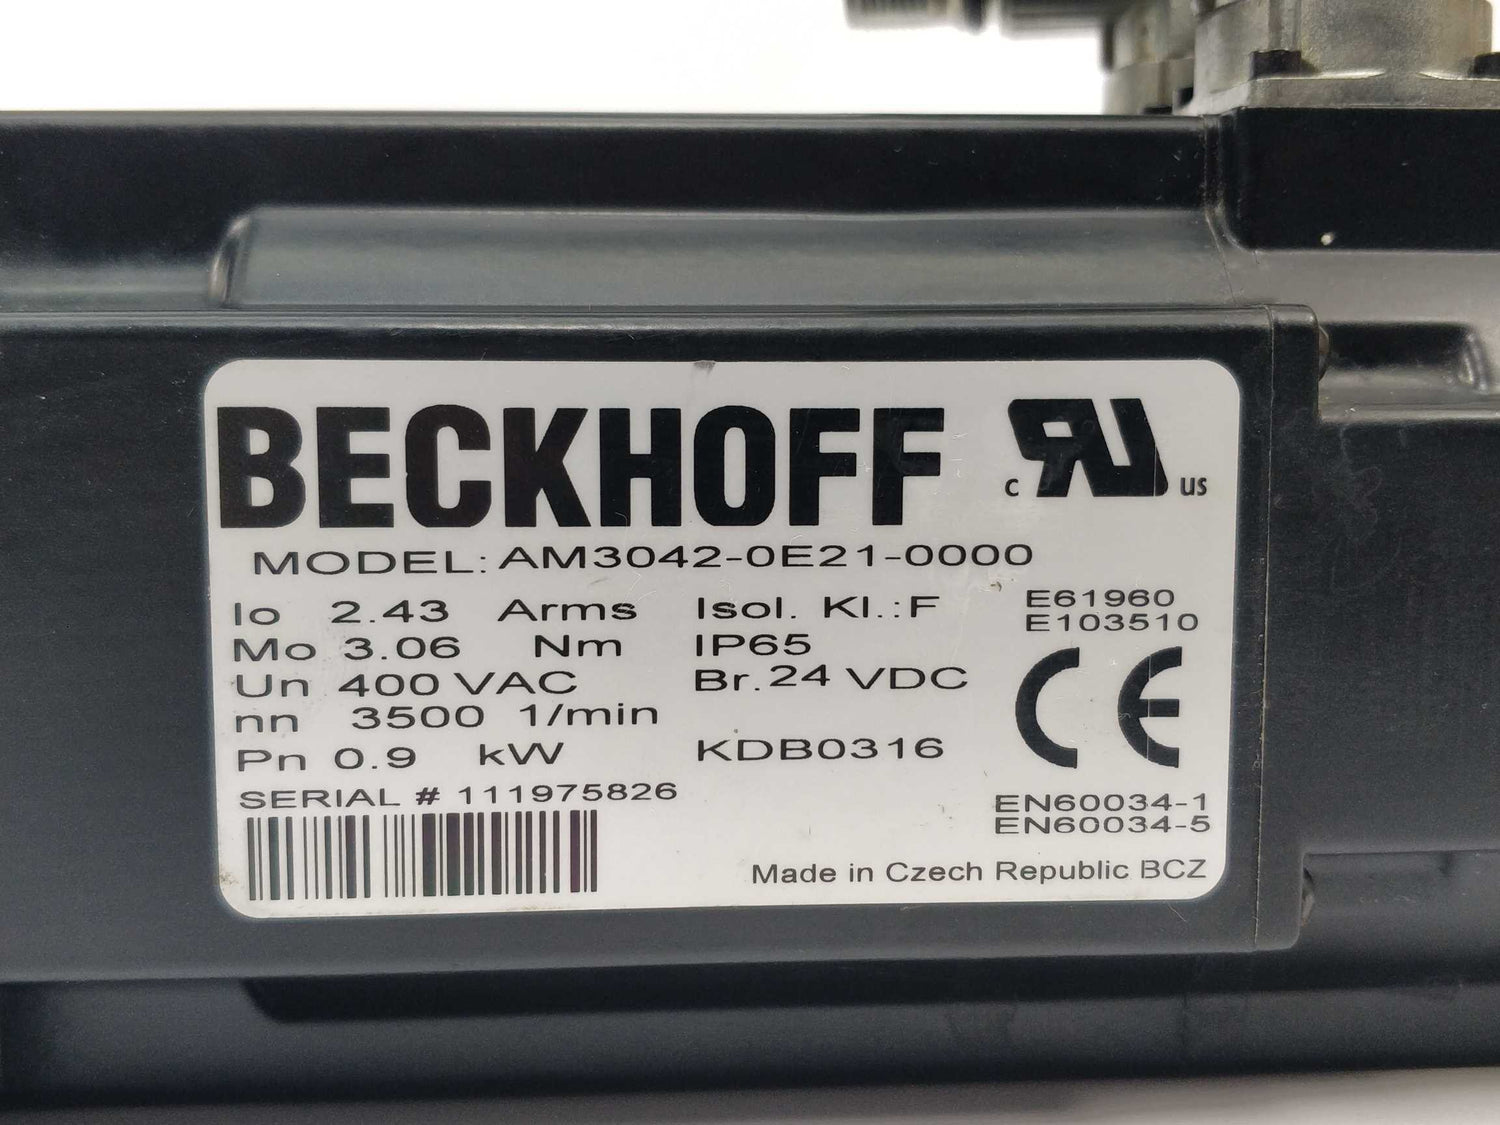 BECKHOFF
c RU us
MODEL: AM3042-0E21-0000
Io 2.43 Arms Isol. Kl.:F E61960
E103510
Mo 3.06 Nm IP65
Un 400 VAC Br. 24 VDC CE
nn 3500 1/min
Pn 0.9 kW KDB0316
SERIAL # 111975826
EN60034-1
EN60034-5
Made in Czech Republic BCZ